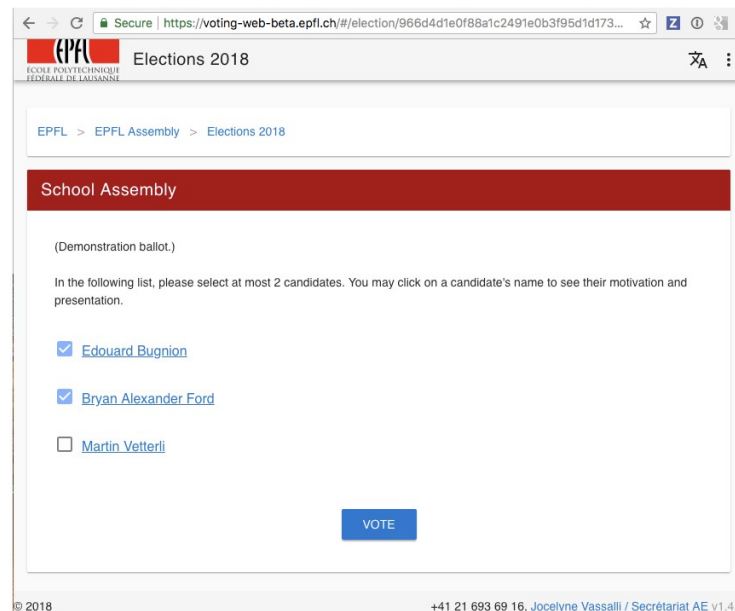 Secure | https://voting-web-beta.epfl.ch/#/election/966d4d1e0f88a1c2491e0b3f95d1d173...
EPFL
ÉCOLE POLYTECHNIQUE
FÉDÉRALE DE LAUSANNE
Elections 2018
EPFL > EPFL Assembly > Elections 2018
School Assembly
(Demonstration ballot.)
In the following list, please select at most 2 candidates. You may click on a candidate's name to see their motivation and
presentation.
Edouard Bugnion
Bryan Alexander Ford
Martin Vetterli
VOTE
© 2018
+41 21 693 69 16, Jocelyne Vassalli / Secrétariat AE v1.4